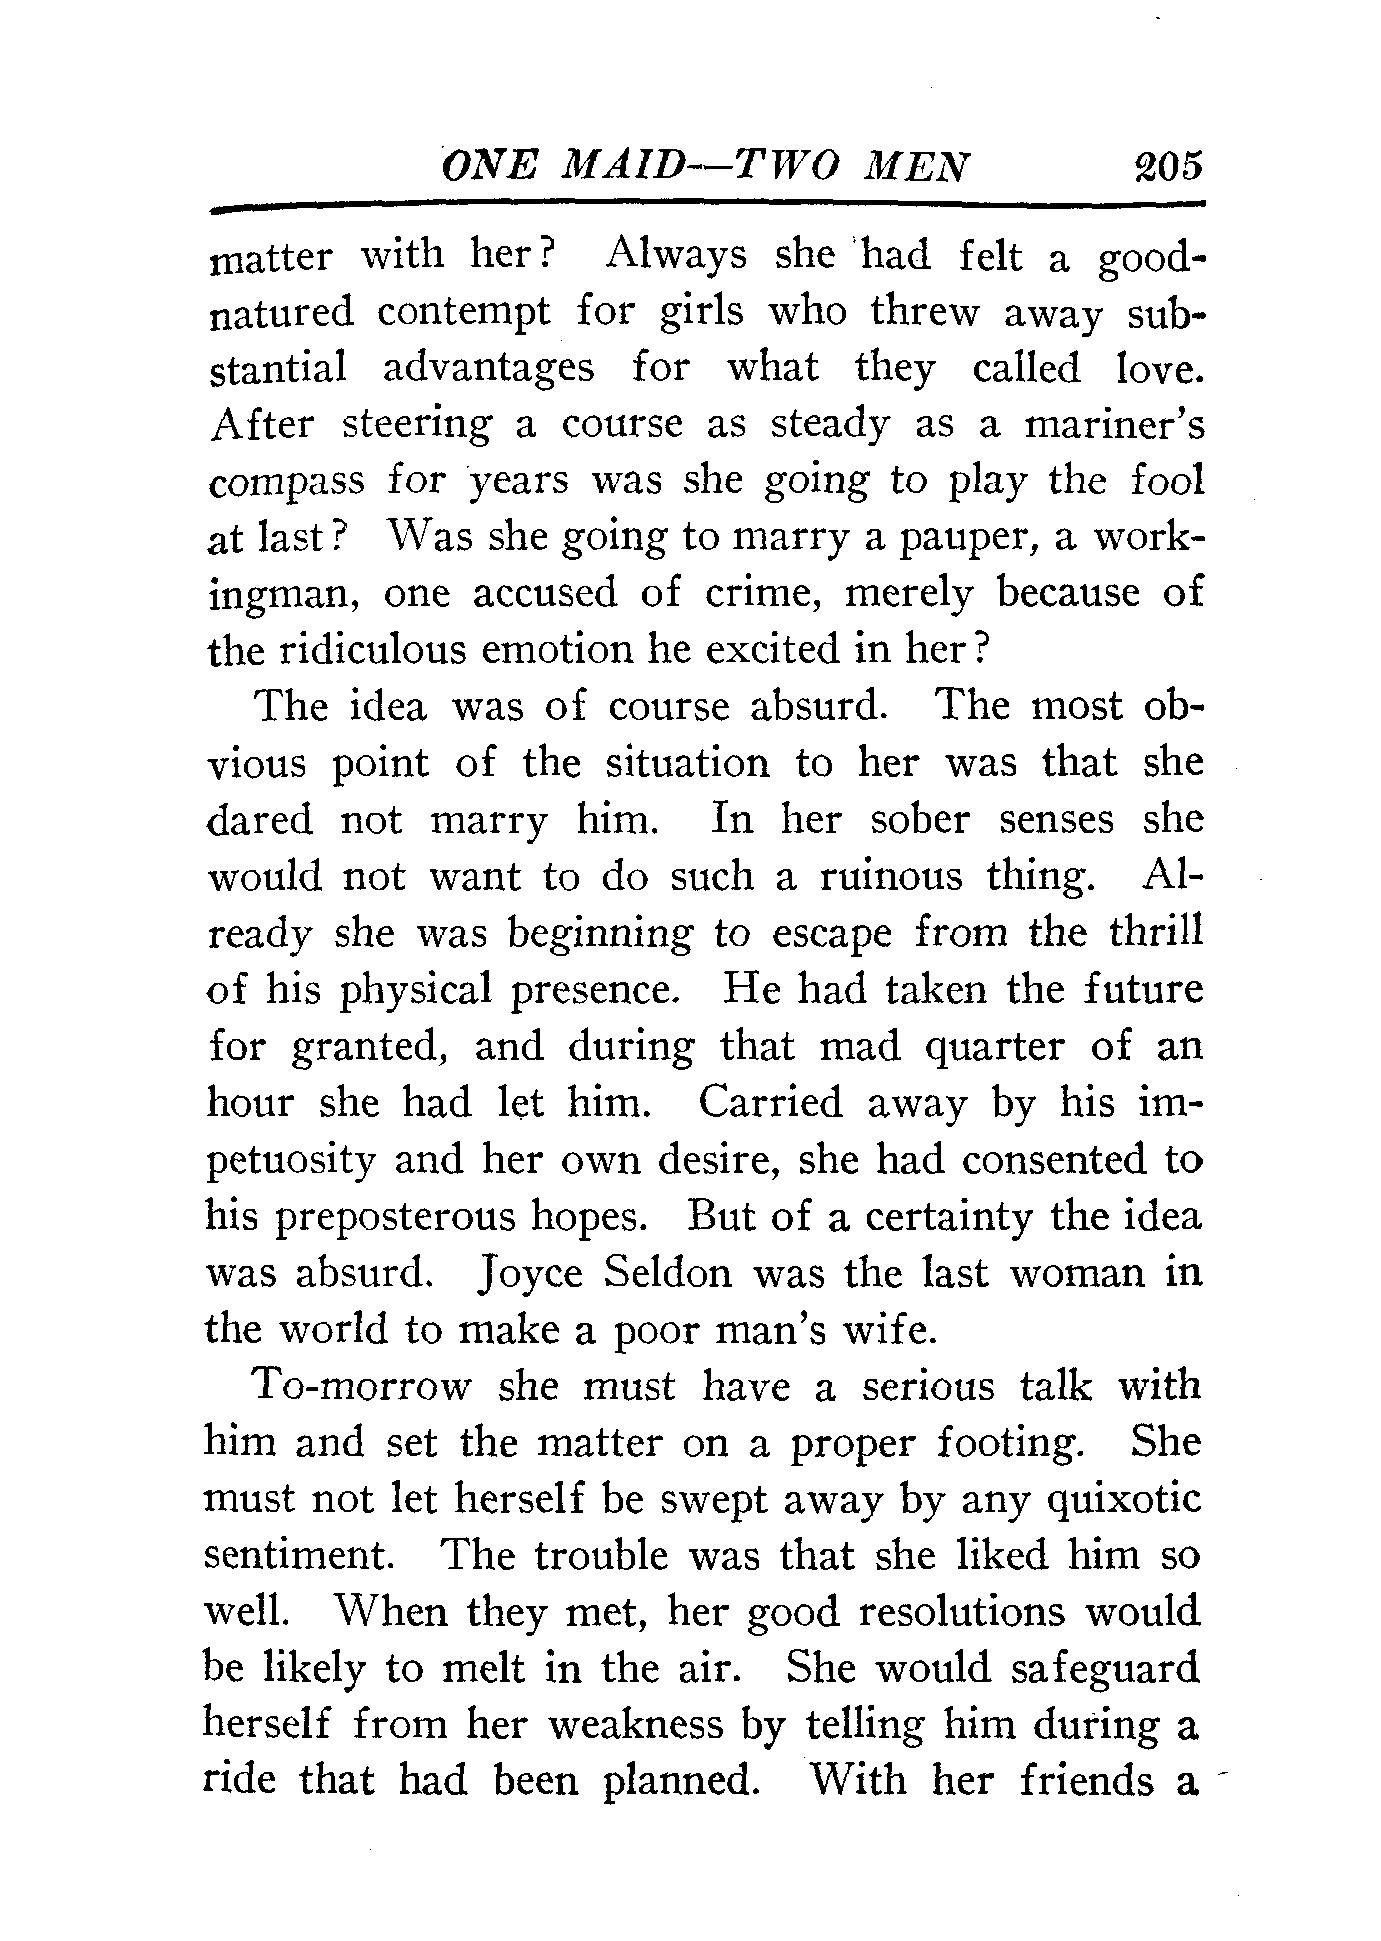 ONE MAID—TWO MEN 205
matter with her? Always she had felt a good-
natured contempt for girls who threw away sub-
stantial advantages for what they called love.
After steering a course as steady as a mariner's
compass for years was she going to play the fool
at last? Was she going to marry a pauper, a work-
ingman, one accused of crime, merely because of
the ridiculous emotion he excited in her?
The idea was of course absurd. The most ob-
vious point of the situation to her was that she
dared not marry him. In her sober senses she
would not want to do such a ruinous thing. Al-
ready she was beginning to escape from the thrill
of his physical presence. He had taken the future
for granted, and during that mad quarter of an
hour she had let him. Carried away by his im-
petuosity and her own desire, she had consented to
his preposterous hopes. But of a certainty the idea
was absurd. Joyce Seldon was the last woman in
the world to make a poor man's wife.
To-morrow she must have a serious talk with
him and set the matter on a proper footing. She
must not let herself be swept away by any quixotic
sentiment. The trouble was that she liked him so
well. When they met, her good resolutions would
be likely to melt in the air. She would safeguard
herself from her weakness by telling him during a
ride that had been planned. With her friends a